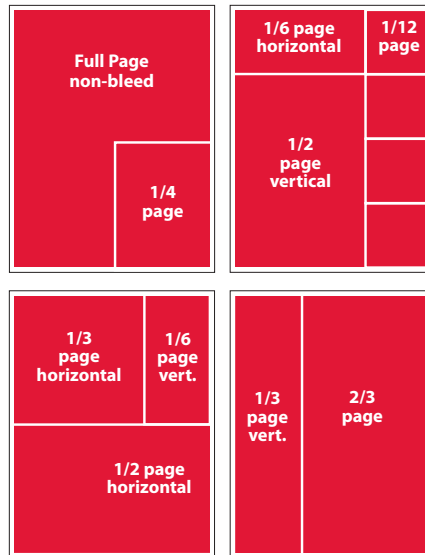 Full Page
non-bleed
1/4
page
1/6 page
horizontal
1/12
page
1/2
page
vertical
1/3
page
horizontal
1/6
page
vert.
1/2 page
horizontal
1/3
page
vert.
2/3
page